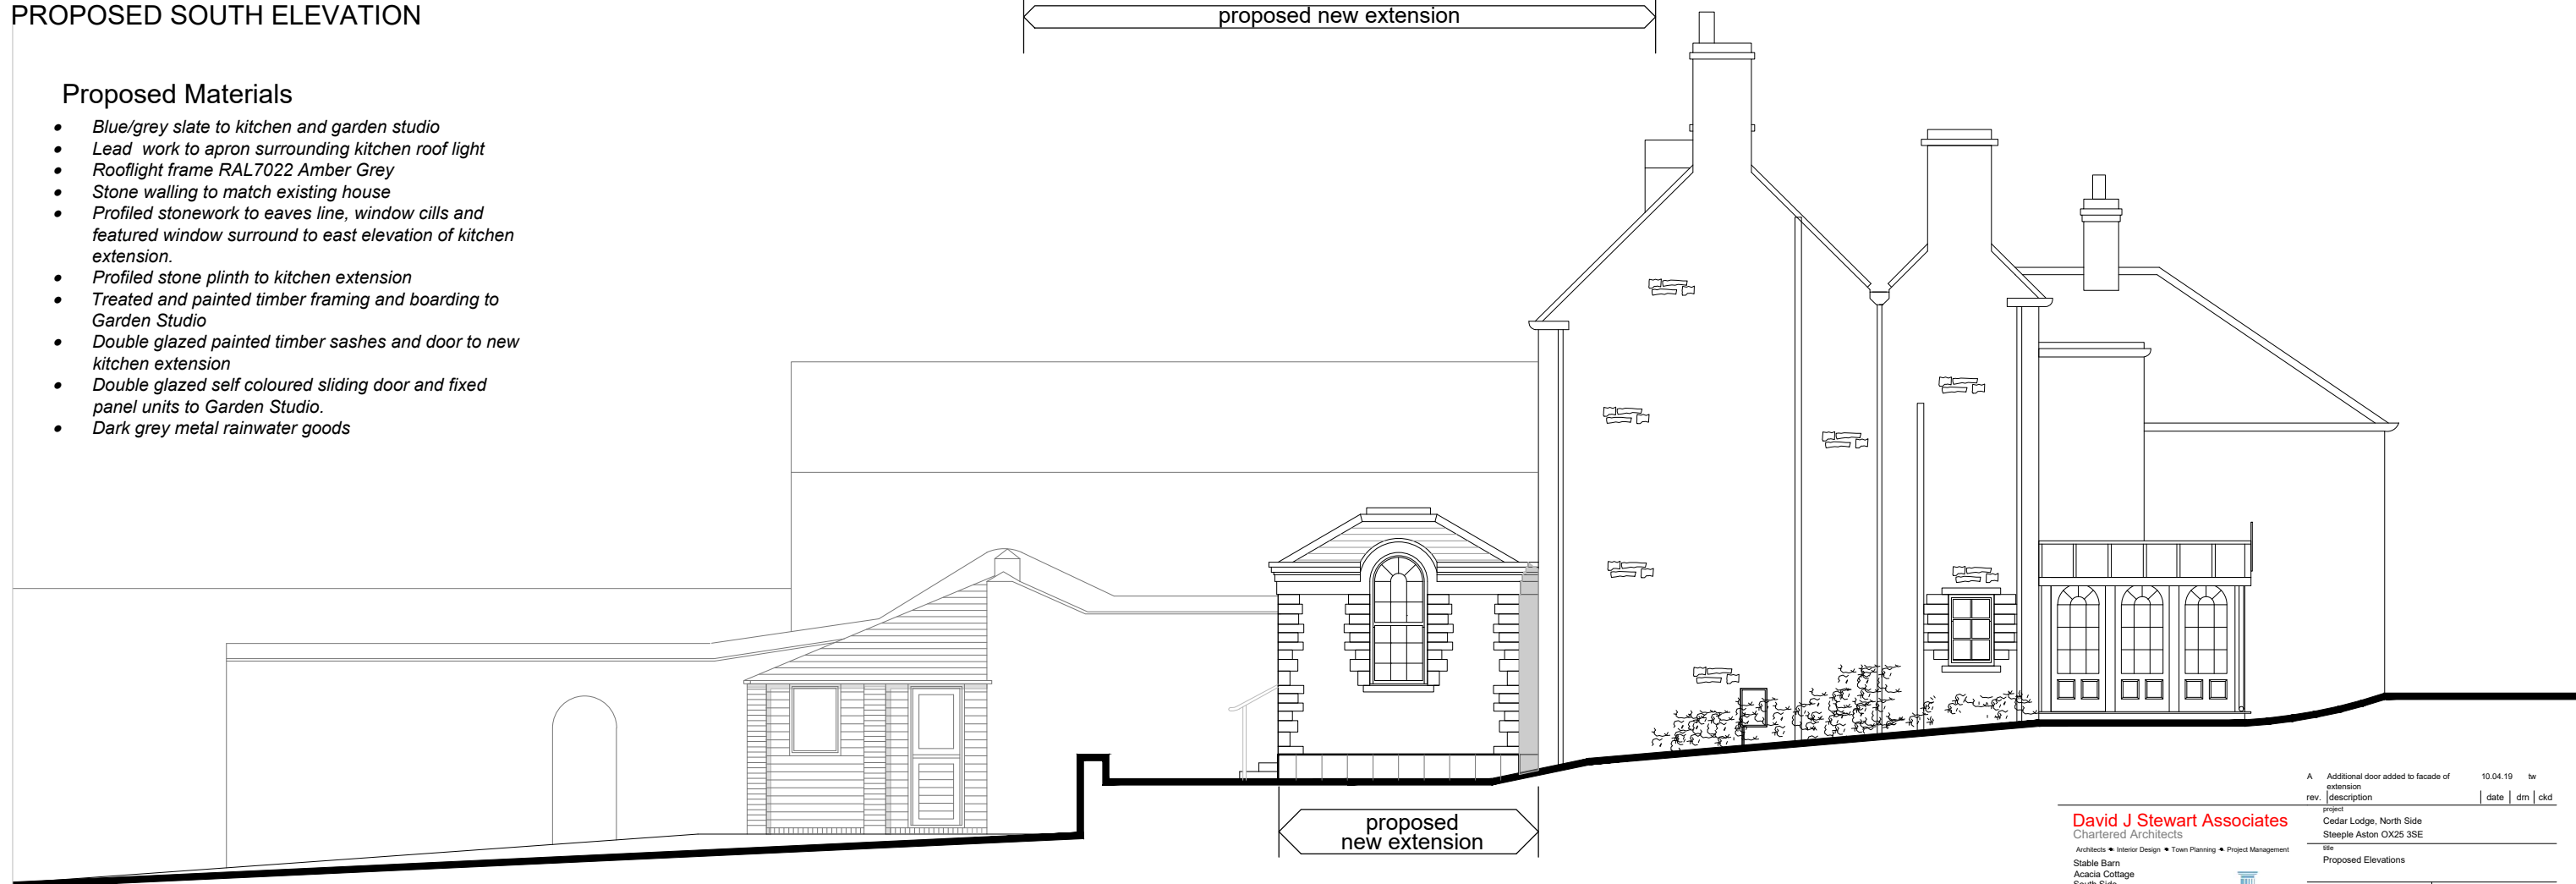 PROPOSED SOUTH ELEVATION
proposed new extension
Proposed Materials
• Blue/grey slate to kitchen and garden studio
• Lead work to apron surrounding kitchen roof light
• Rooflight frame RAL7022 Amber Grey
• Stone walling to match existing house
• Profiled stonework to eaves line, window cills and
featured window surround to east elevation of kitchen
extension.
• Profiled stone plinth to kitchen extension
• Treated and painted timber framing and boarding to
Garden Studio
• Double glazed painted timber sashes and door to new
kitchen extension
• Double glazed self coloured sliding door and fixed
panel units to Garden Studio.
• Dark grey metal rainwater goods
proposed
new extension
A Additional door added to facade of 10.04.19 tw
extension
rev. description date drn ckd
David J Stewart Associates
Chartered Architects
Architects • Interior Design • Town Planning • Project Management
Stable Barn
Acacia Cottage
South Side
project
Cedar Lodge, North Side
Steeple Aston OX25 3SE
title
Proposed Elevations